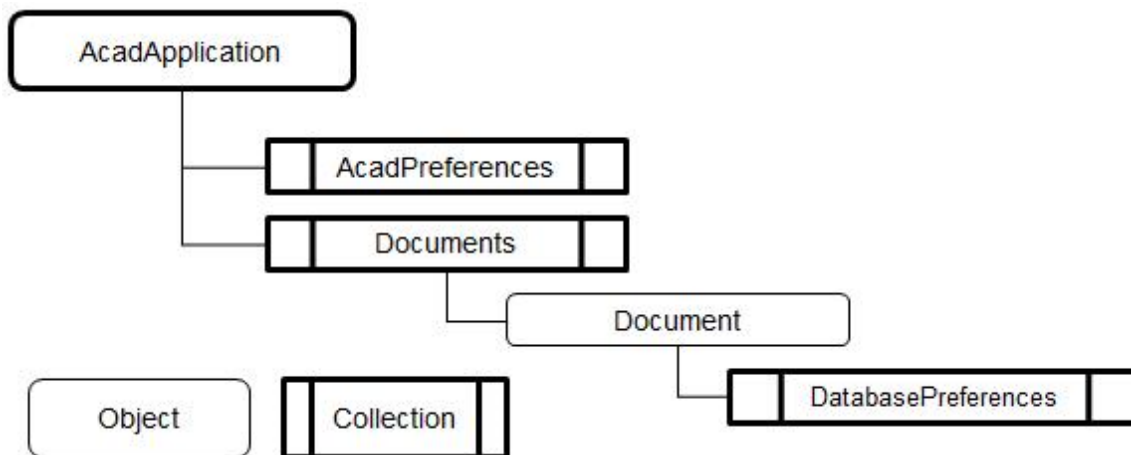 AcadApplication
AcadPreferences
Documents
Document
DatabasePreferences
Object
Collection